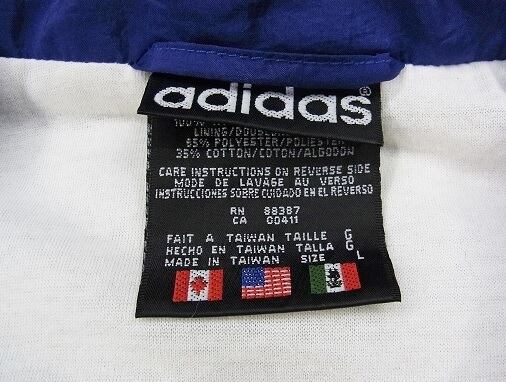 adidas®
100%
LINING/DOUBLURE
65% POLYESTER/POLIESTER
35% COTTON/COTON/ALGODON
CARE INSTRUCTIONS ON REVERSE SIDE
MODE DE LAVAGE AU VERSO
INSTRUCCIONES SOBRE CUIDADO EN EL REVERSO
RN 88387
CA 00411
FAIT A TAIWAN TAILLE G
HECHO EN TAIWAN TALLA G
MADE IN TAIWAN SIZE L